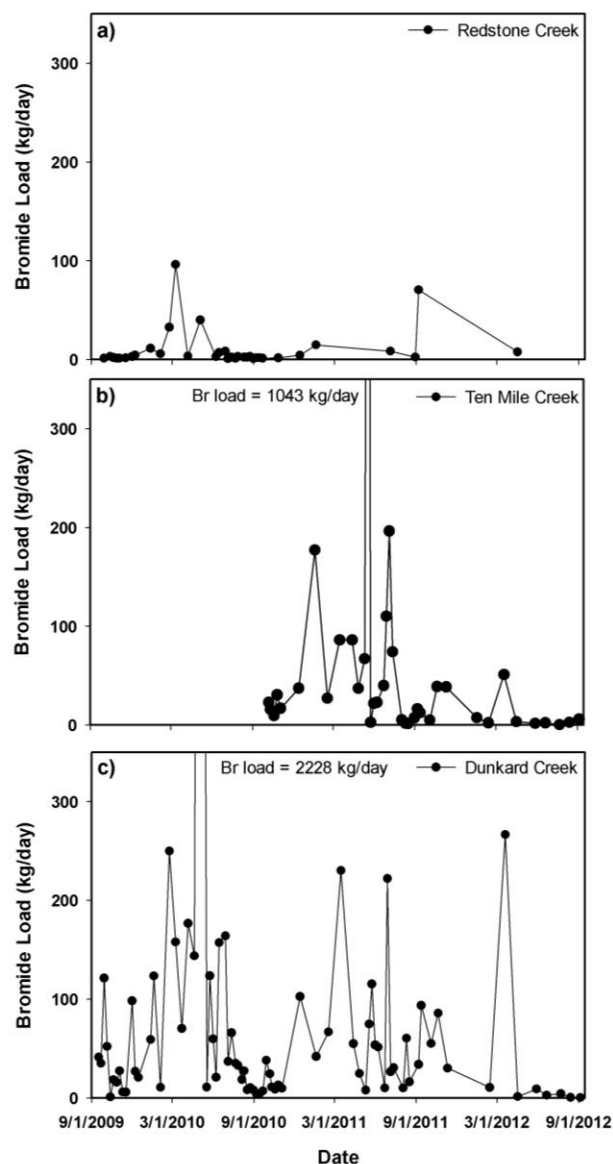 a)
Redstone Creek
Bromide Load (kg/day)
300
200
100
0
b)
Br load = 1043 kg/day
Ten Mile Creek
Bromide Load (kg/day)
300
200
100
0
c)
Br load = 2228 kg/day
Dunkard Creek
Bromide Load (kg/day)
300
200
100
0
9/1/2009 3/1/2010 9/1/2010 3/1/2011 9/1/2011 3/1/2012 9/1/2012
Date